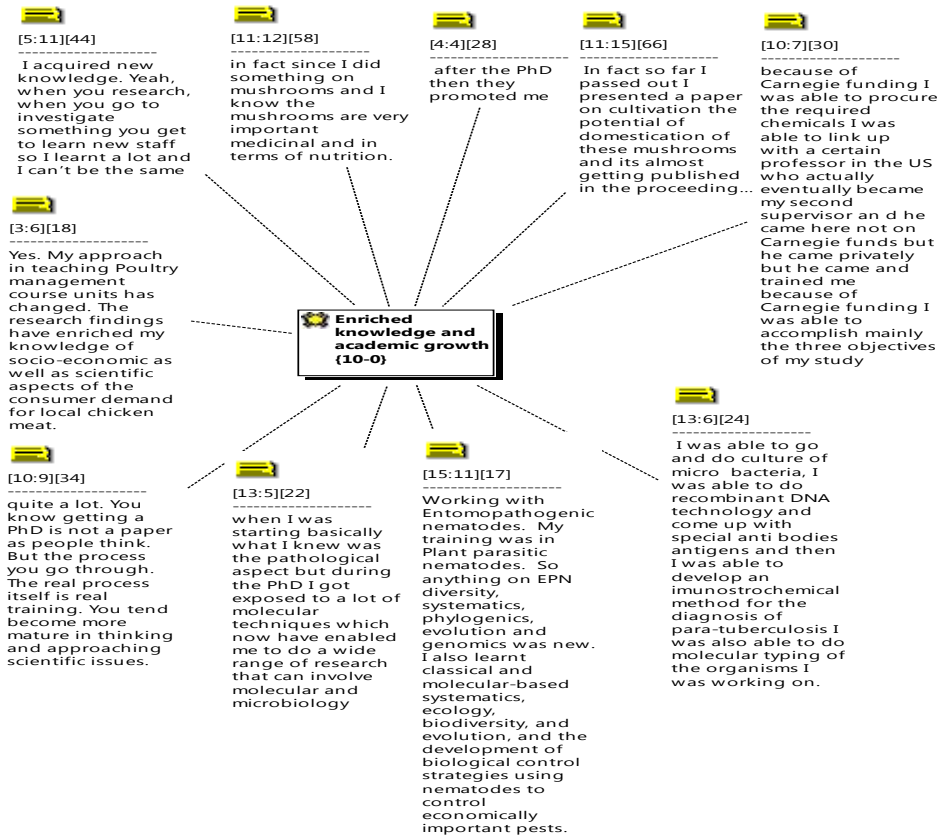 [5:11][44]
--------------------
I acquired new
knowledge. Yeah,
when you research,
when you go to
investigate
something you get
to learn new staff
so I learnt a lot and
I can't be the same
[11:12][58]
--------------------
in fact since I did
something on
mushrooms and I
know the
mushrooms are very
important
medicinal and in
terms of nutrition.
[4:4][28]
--------------------
after the PhD
then they
promoted me
[11:15][66]
--------------------
In fact so far I
passed out I
presented a paper
on cultivation the
potential of
domestication of
these mushrooms
and its almost
getting published
in the proceeding...
[10:7][30]
--------------------
because of
Carnegie funding I
was able to procure
the required
chemicals I was
able to link up
with a certain
professor in the US
who actually
eventually became
my second
supervisor an d he
came here not on
Carnegie funds but
he came privately
but he came and
trained me
because of
Carnegie funding I
was able to
accomplish mainly
the three objectives
of my study
[3:6][18]
--------------------
Yes. My approach
in teaching Poultry
management
course units has
changed. The
research findings
have enriched my
knowledge of
socio-economic as
well as scientific
aspects of the
consumer demand
for local chicken
meat.
Enriched
knowledge and
academic growth
{10-0}
[10:9][34]
--------------------
quite a lot. You
know getting a
PhD is not a paper
as people think.
But the process
you go through.
The real process
itself is real
training. You tend
become more
mature in thinking
and approaching
scientific issues.
[13:5][22]
--------------------
when I was
starting basically
what I knew was
the pathological
aspect but during
the PhD I got
exposed to a lot of
molecular
techniques which
now have enabled
me to do a wide
range of research
that can involve
molecular and
microbiology
[15:11][17]
--------------------
Working with
Entomopathogenic
nematodes. My
training was in
Plant parasitic
nematodes. So
anything on EPN
diversity,
systematics,
phylogenics,
evolution and
genomics was new.
I also learnt
classical and
molecular-based
systematics,
ecology,
biodiversity, and
evolution, and the
development of
biological control
strategies using
nematodes to
control
economically
important pests.
[13:6][24]
--------------------
I was able to go
and do culture of
micro bacteria, I
was able to do
recombinant DNA
technology and
come up with
special anti bodies
antigens and then
I was able to
develop an
imunostrochemical
method for the
diagnosis of
para-tuberculosis I
was also able to do
molecular typing of
the organisms I
was working on.